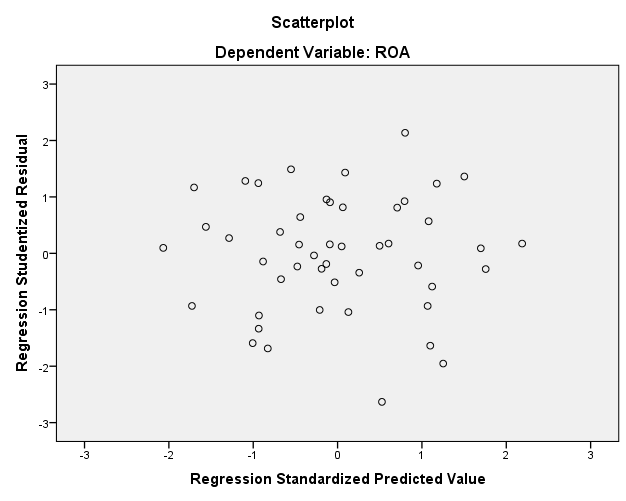 Scatterplot
Dependent Variable: ROA
Regression Studentized Residual
3
2
1
0
-1
-2
-3
-3 -2 -1 0 1 2 3
Regression Standardized Predicted Value